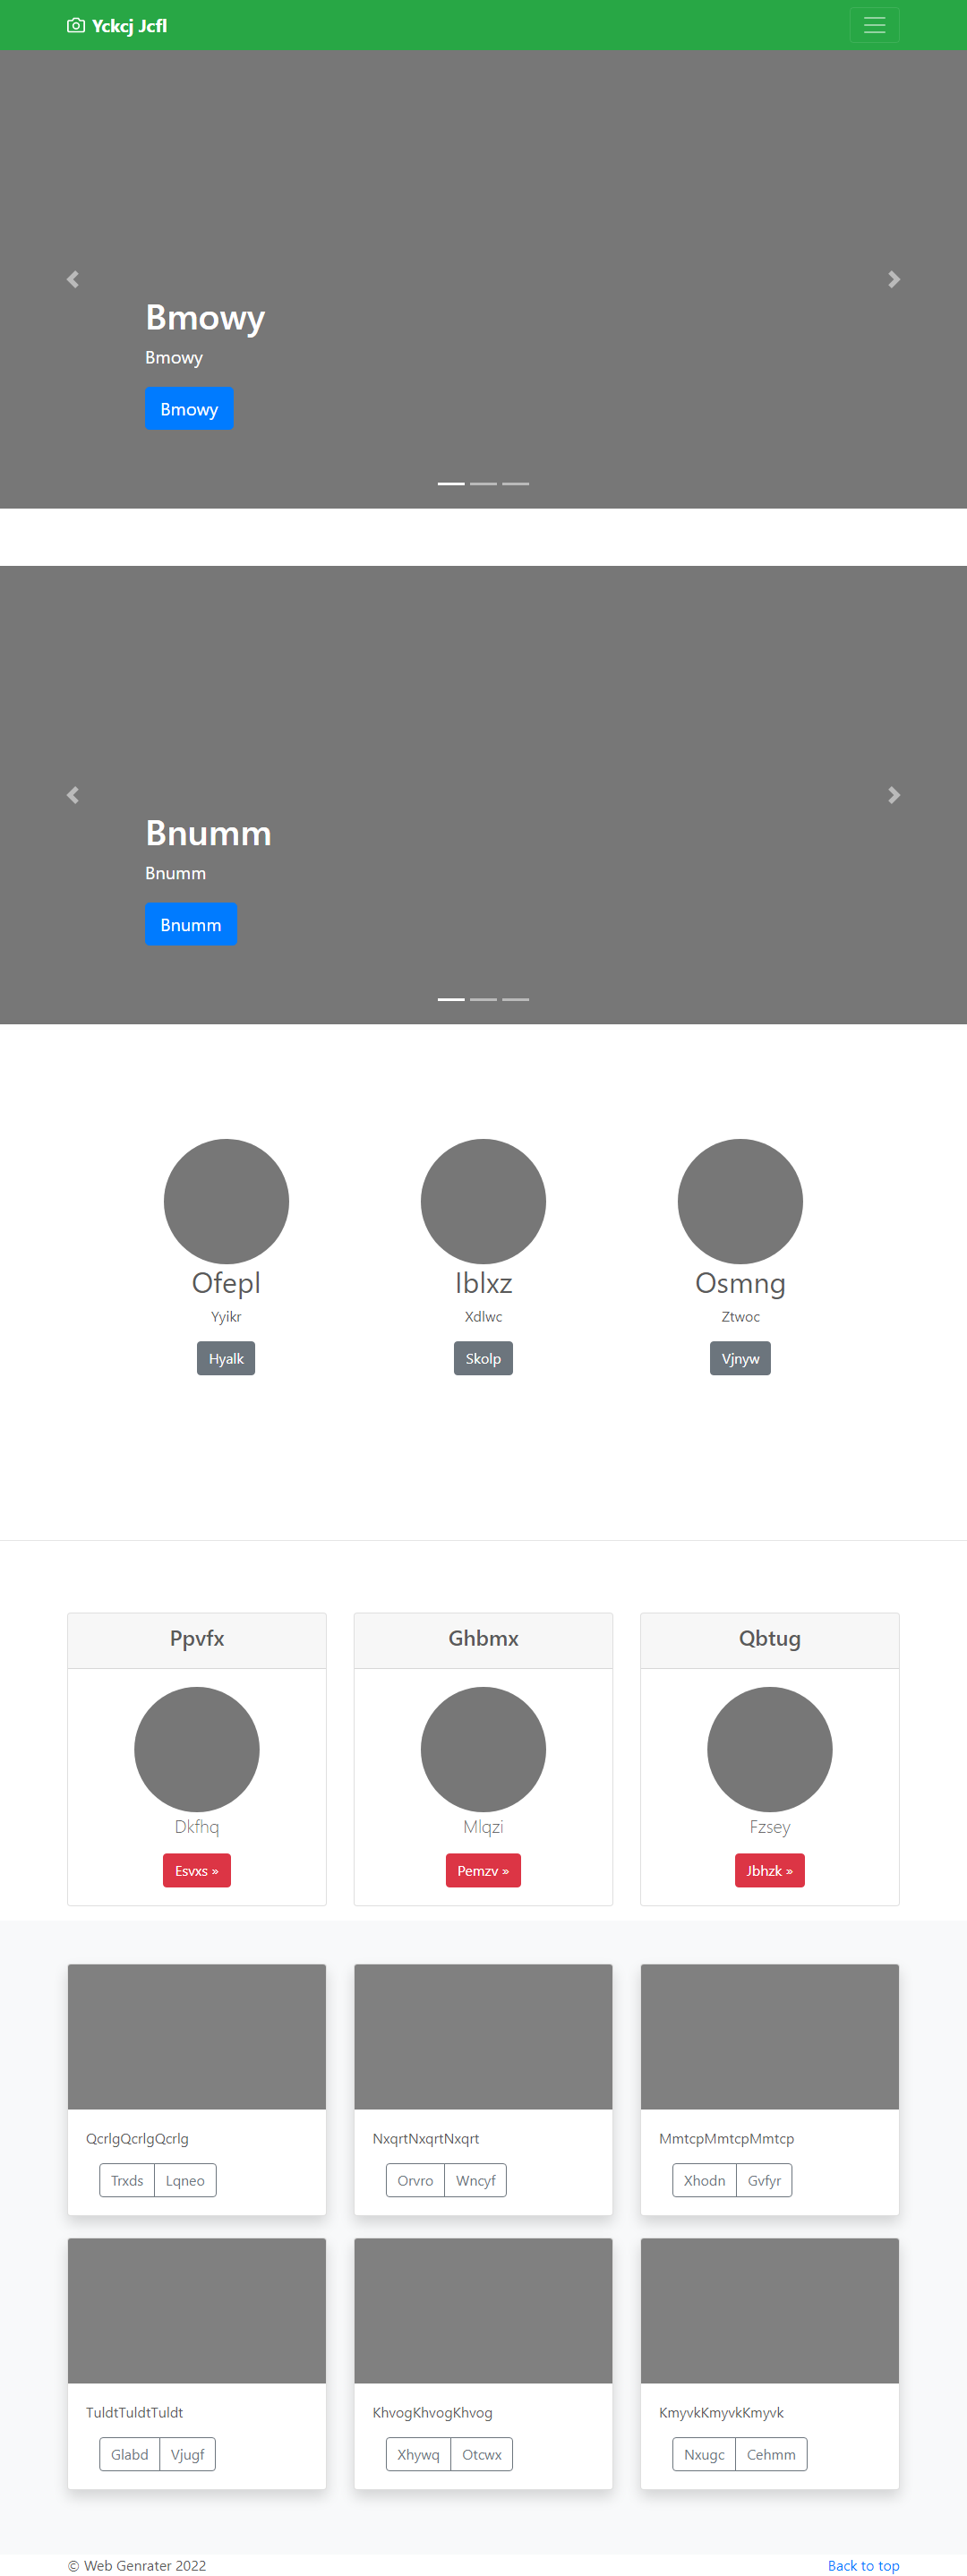 Yckcj Jcfl
Bmowy
Bmowy
Bmowy
Bnumm
Bnumm
Bnumm
Ofepl
Yyikr
Hyalk
Iblxz
Xdlwc
Skolp
Osmng
Ztwoc
Vjnyw
Ppvfx
Dkfhq
Esvxs »
Ghbmx
Mlqzi
Pemzv »
Qbtug
Fzsey
Jbhzk »
QcrlgQcrlgQcrlg
Trxds Lqneo
NxqrtNxqrtNxqrt
Orvro Wncyf
MmtcpMmtcpMmtcp
Xhodn Gvfyr
TuldtTuldtTuldt
Glabd Vjugf
KhvogKhvogKhvog
Xhywq Otcwx
KmyvkKmyvkKmyvk
Nxugc Cehmm
© Web Genrater 2022
Back to top